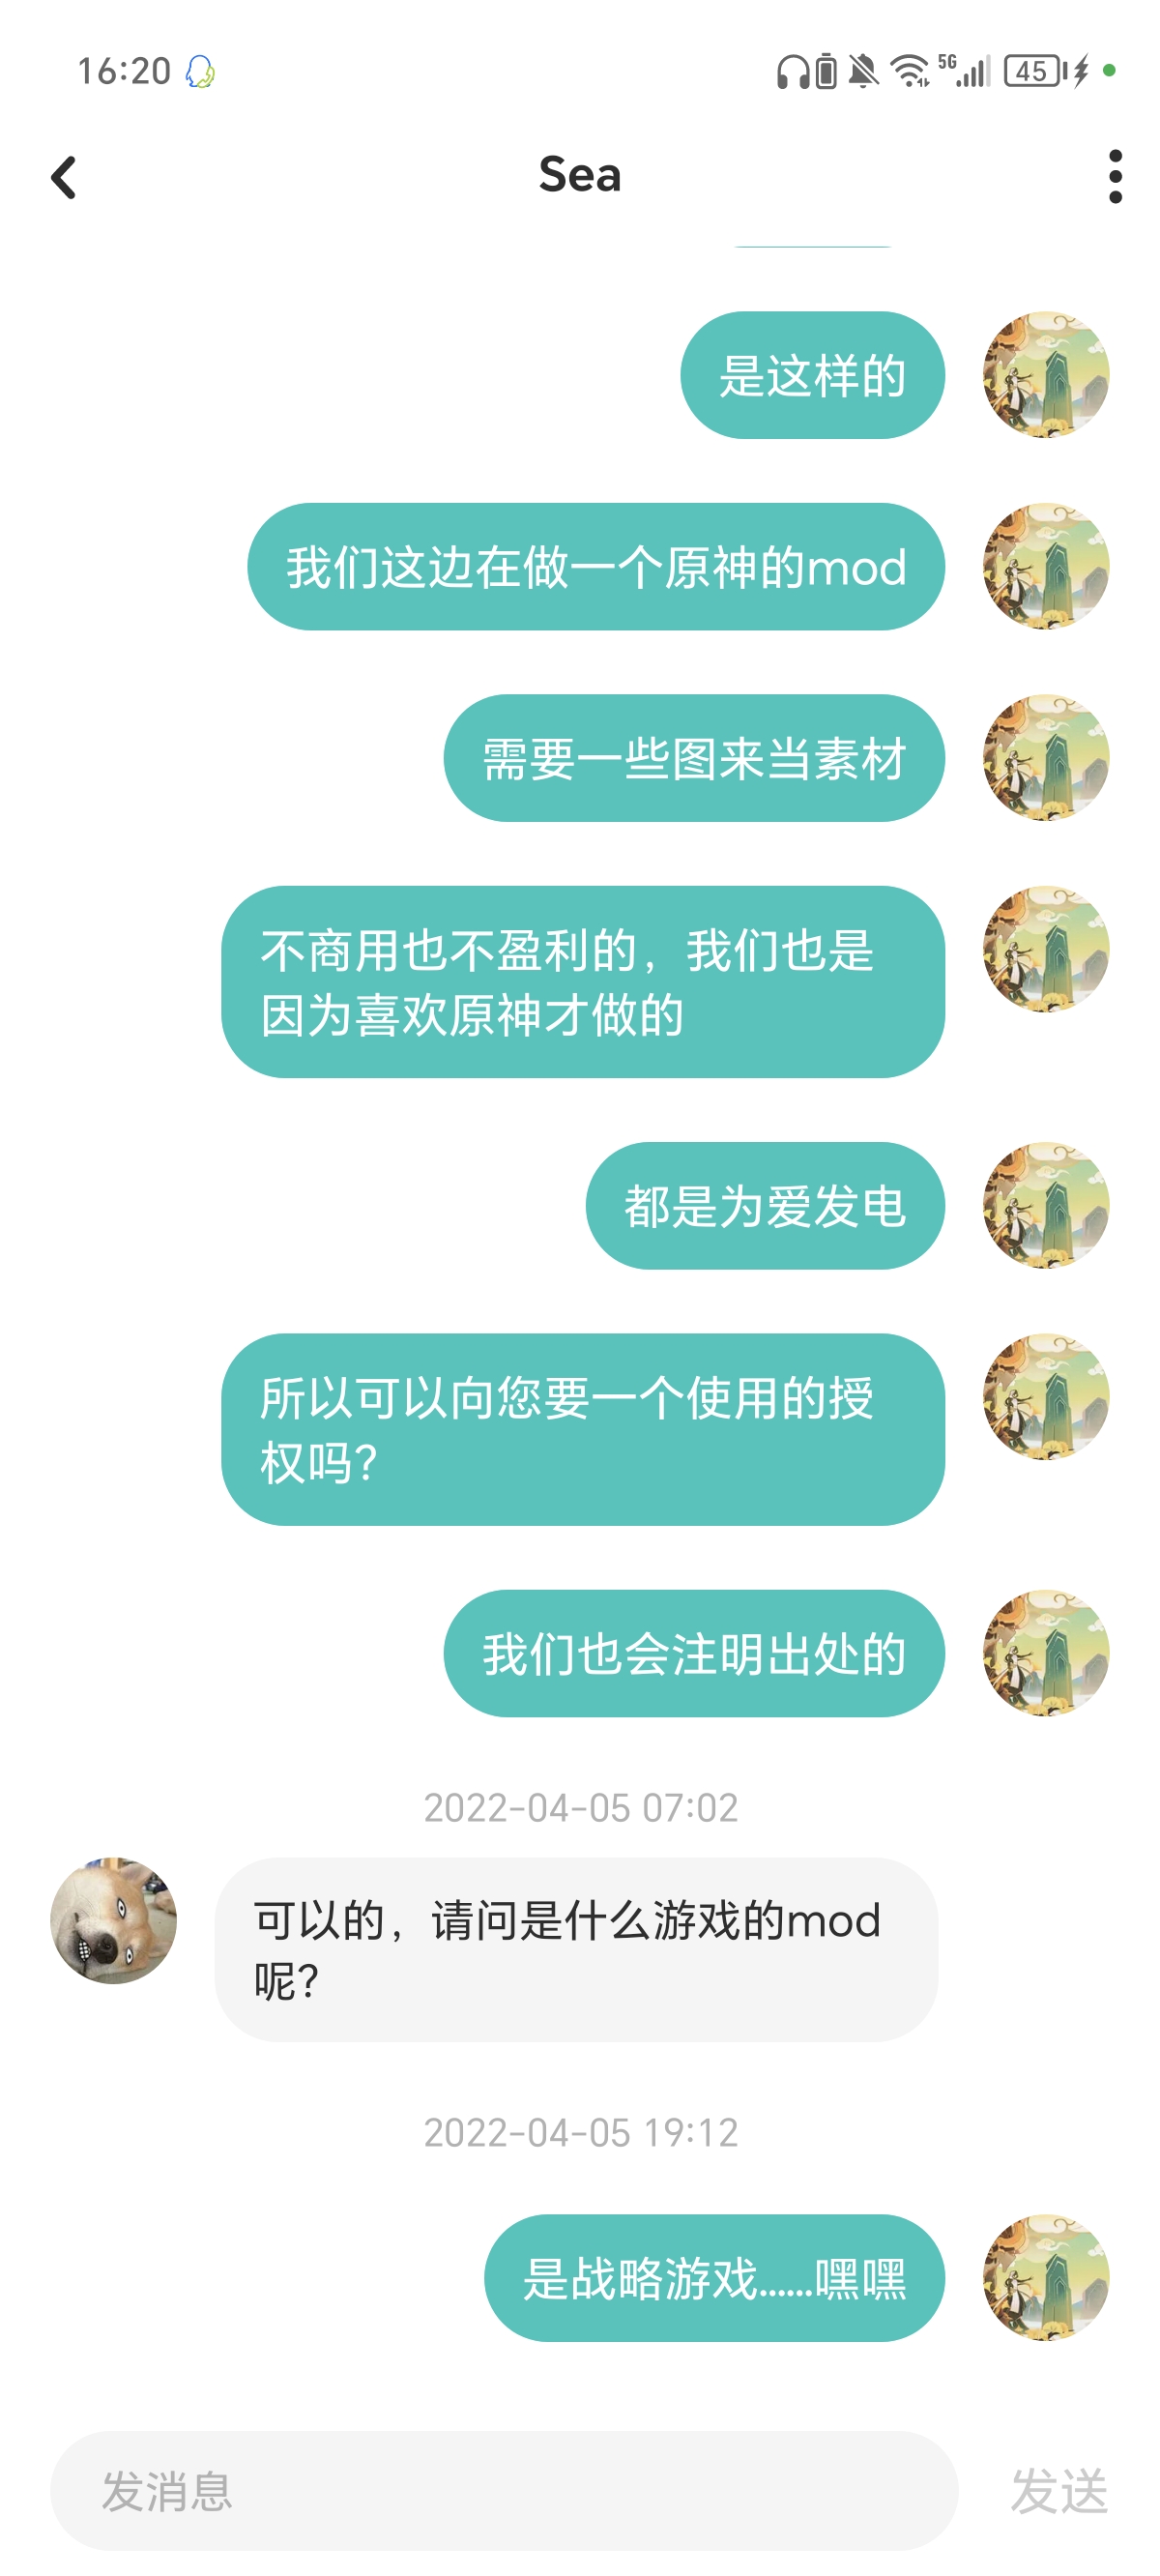 16:20
5G
45
Sea
是这样的
我们这边在做一个原神的mod
需要一些图来当素材
不商用也不盈利的，我们也是
因为喜欢原神才做的
都是为爱发电
所以可以向您要一个使用的授
权吗？
我们也会注明出处的
2022-04-05 07:02
可以的，请问是什么游戏的mod
呢？
2022-04-05 19:12
是战略游戏......嘿嘿
发消息
发送